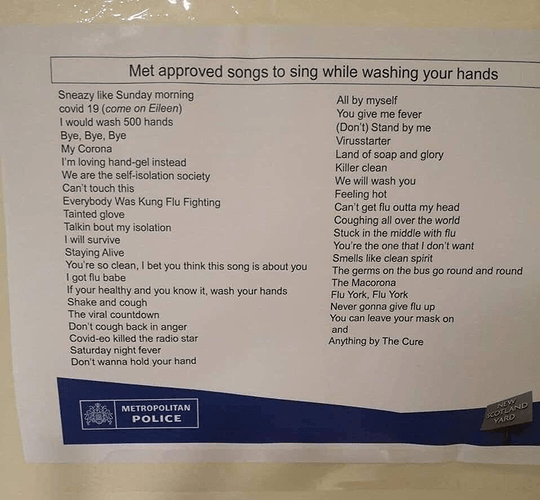 Met approved songs to sing while washing your hands
Sneazy like Sunday morning
covid 19 (come on Eileen)
I would wash 500 hands
Bye, Bye, Bye
My Corona
I'm loving hand-gel instead
We are the self-isolation society
Can't touch this
Everybody Was Kung Flu Fighting
Tainted glove
Talkin bout my isolation
I will survive
Staying Alive
You're so clean, I bet you think this song is about you
I got flu babe
If your healthy and you know it, wash your hands
Shake and cough
The viral countdown
Don't cough back in anger
Covid-eo killed the radio star
Saturday night fever
Don't wanna hold your hand
All by myself
You give me fever
(Don't) Stand by me
Virusstarter
Land of soap and glory
Killer clean
We will wash you
Feeling hot
Can't get flu outta my head
Coughing all over the world
Stuck in the middle with flu
You're the one that I don't want
Smells like clean spirit
The germs on the bus go round and round
The Macorona
Flu York, Flu York
Never gonna give flu up
You can leave your mask on
and
Anything by The Cure
METROPOLITAN
POLICE
NEW
SCOTLAND
YARD